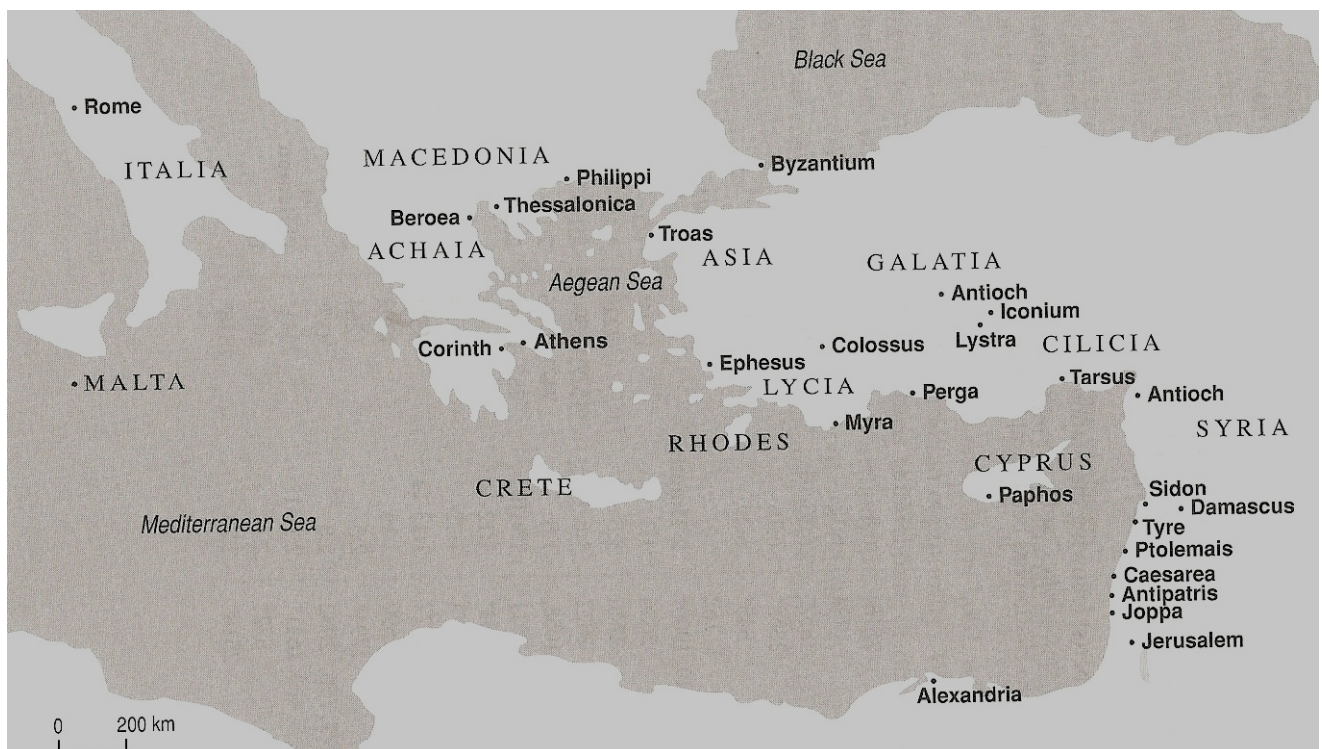 Black Sea
Rome
ITALIA
MACEDONIA
Byzantium
Philippi
Thessalonica
Beroea
Troas
ACHAIA
ASIA
GALATIA
Aegean Sea
Antioch
Iconium
Lystra
Athens
Corinth
Colossus
CILICIA
Ephesus
MALTA
LYCIA
Tarsus
Perga
Antioch
Myra
SYRIA
RHODES
CYPRUS
CRETE
Paphos
Sidon
Damascus
Mediterranean Sea
Tyre
Ptolemais
Caesarea
Antipatris
Joppa
Jerusalem
Alexandria
0 200 km